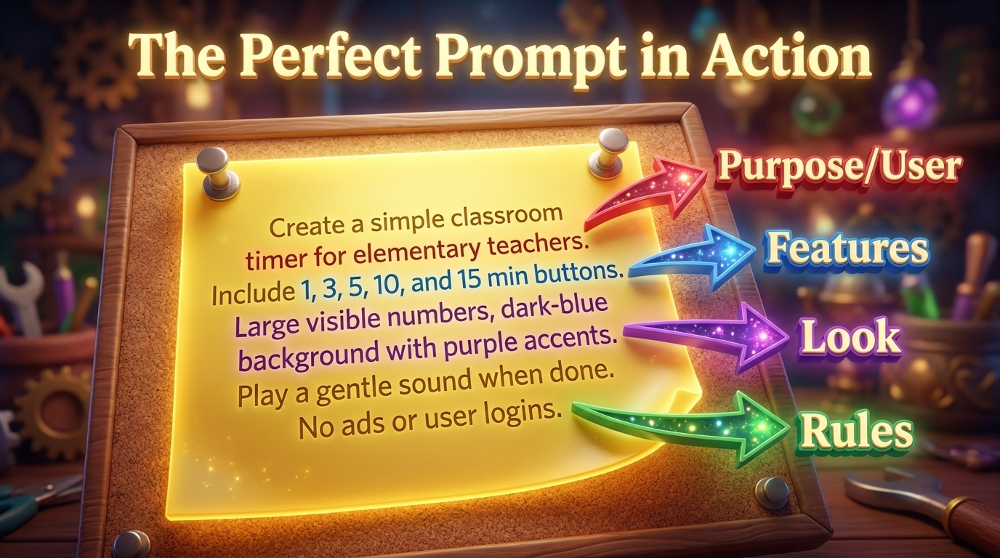 The Perfect Prompt in Action
Create a simple classroom
timer for elementary teachers.
Include 1, 3, 5, 10, and 15 min buttons.
Large visible numbers, dark-blue
background with purple accents.
Play a gentle sound when done.
No ads or user logins.
Purpose/User
Features
Look
Rules